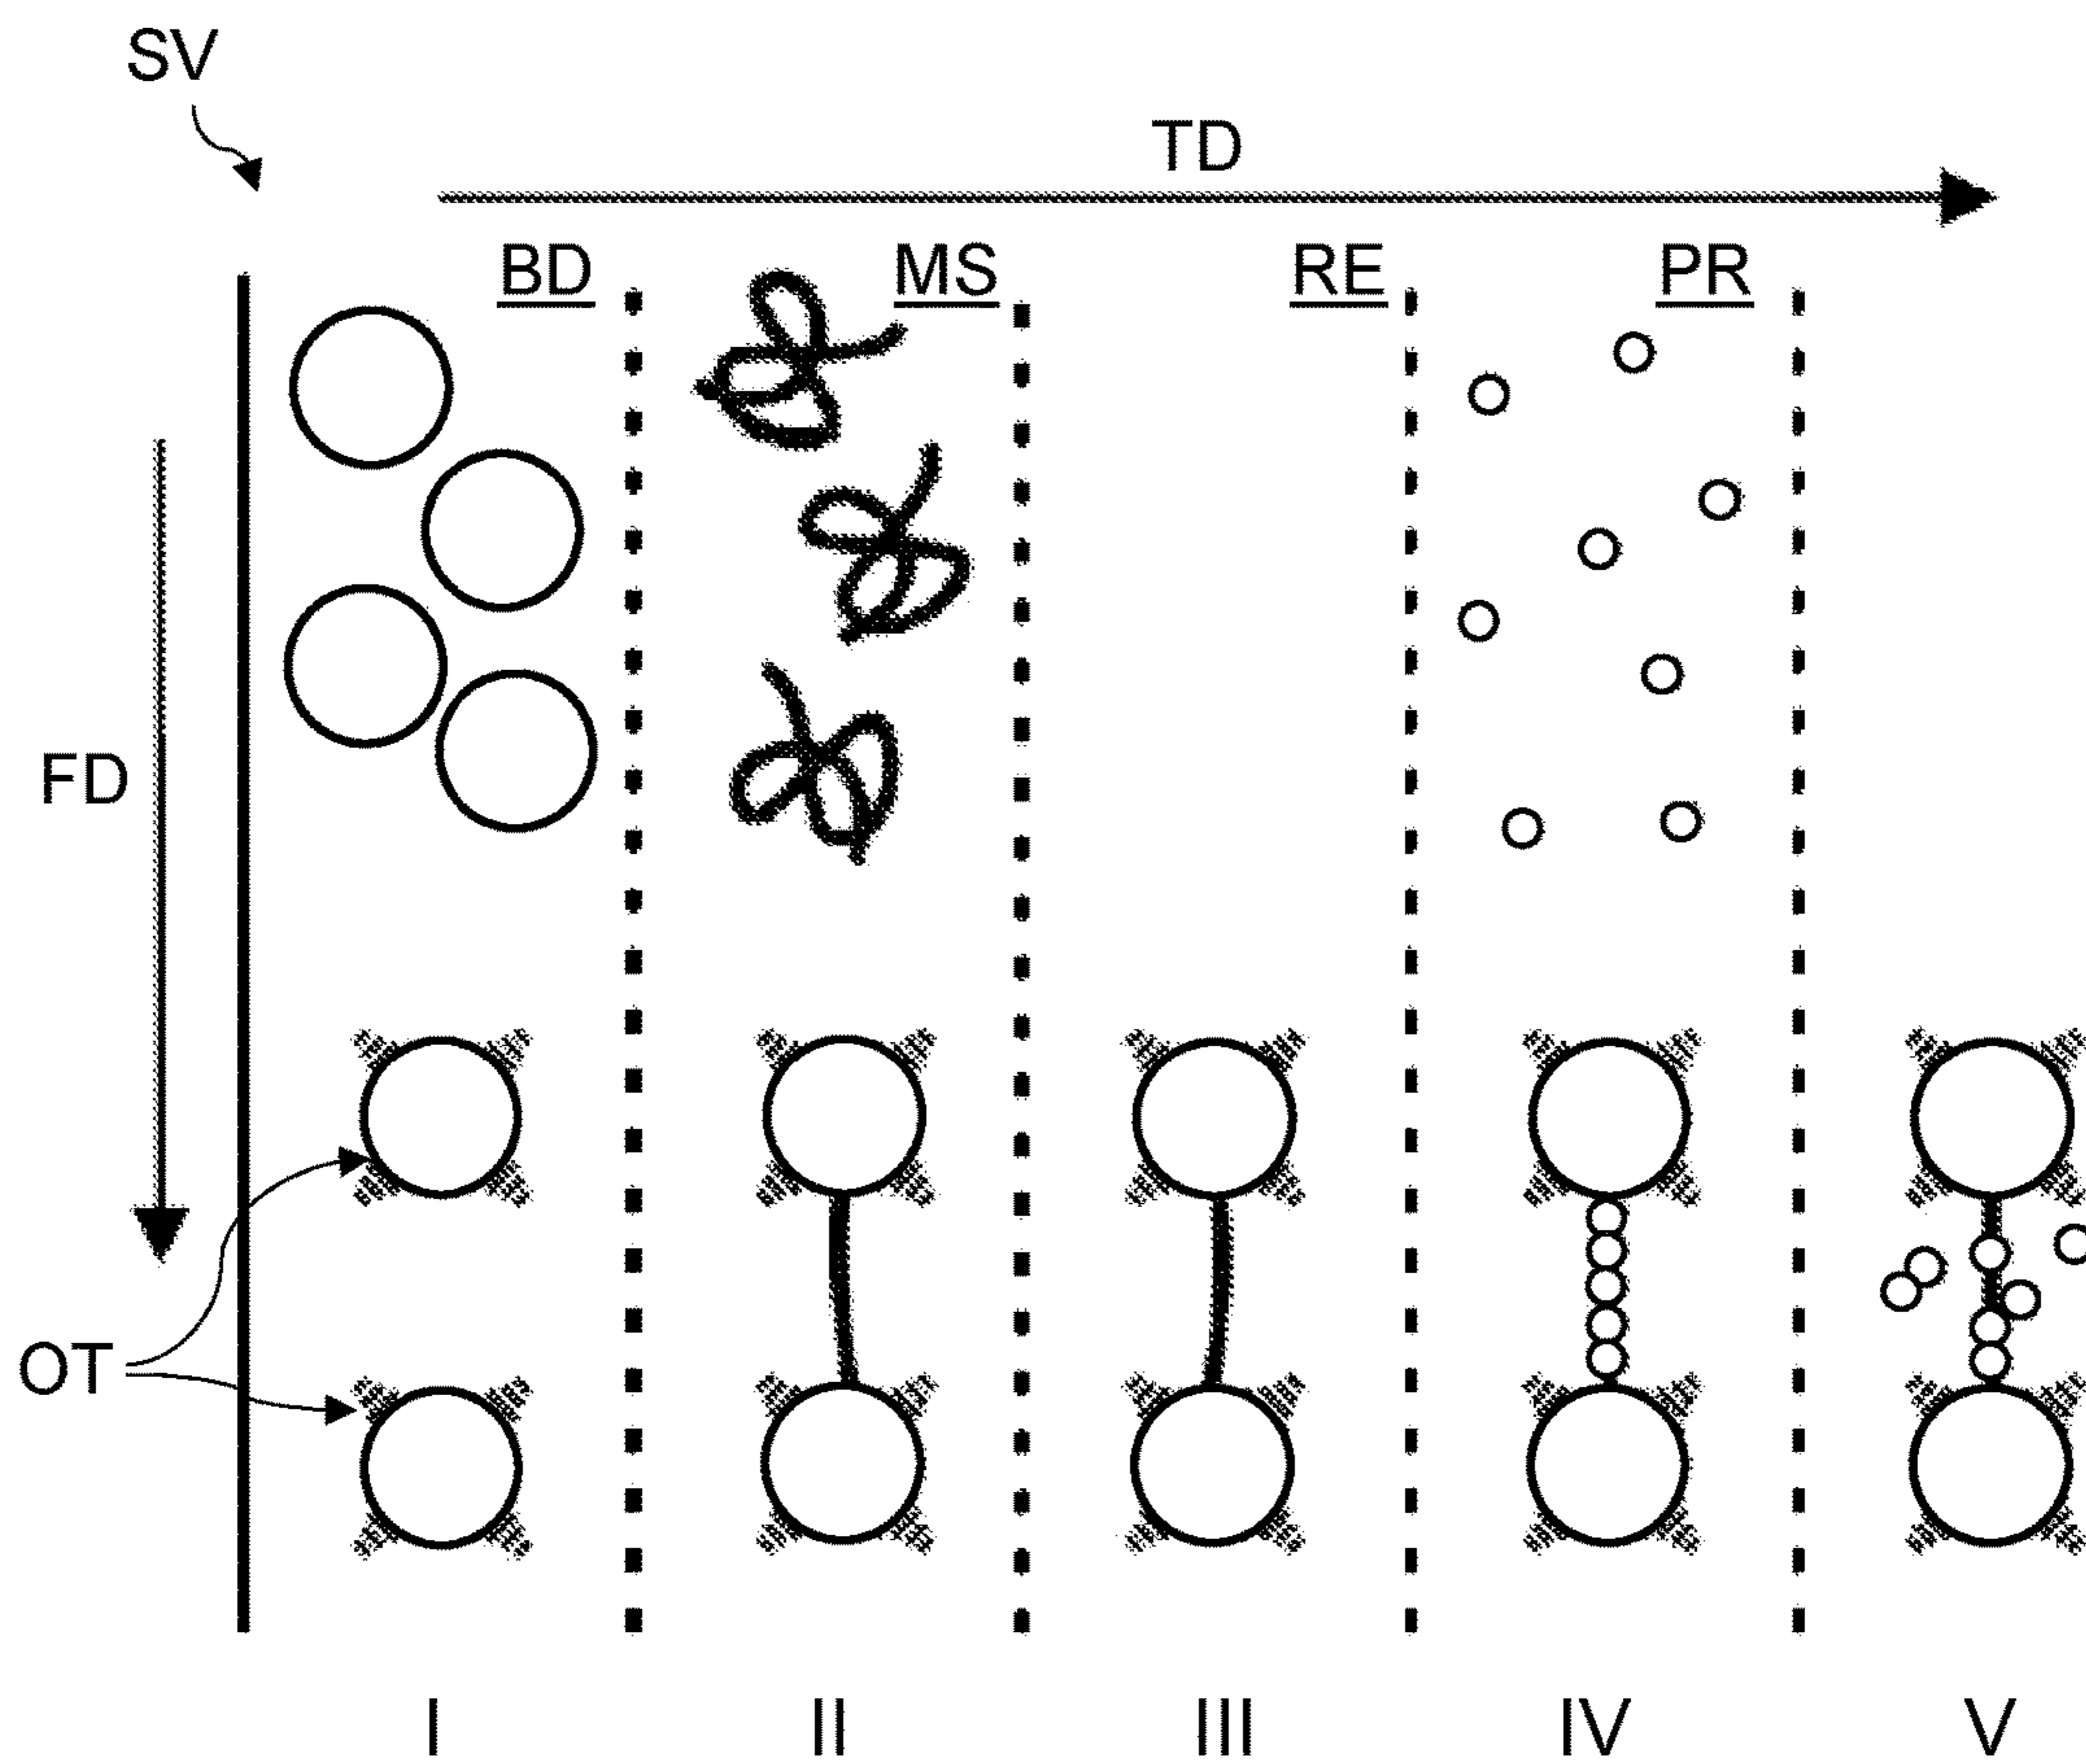 SV
TD
BD MS RE PR
FD
OT
I II III IV V